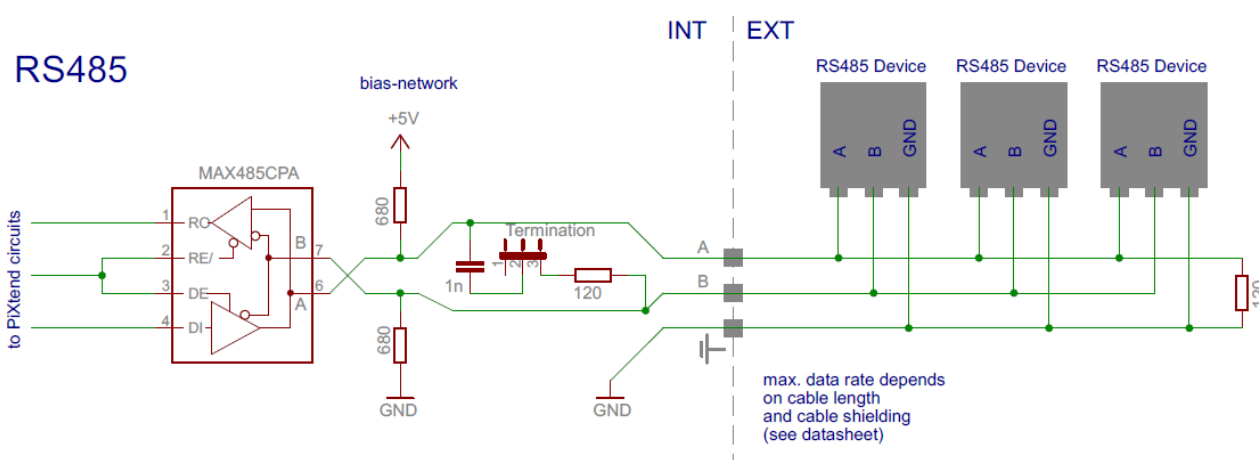 INT
EXT
RS485
RS485 Device
RS485 Device
RS485 Device
bias-network
+5V
A
B
GND
A
B
GND
A
B
GND
MAX485CPA
to PiXtend circuits
1
RO
2
RE/
3
DE
4
DI
B
7
A
6
680
680
GND
1n
Termination
1
2
3
120
A
B
GND
120
max. data rate depends
on cable length
and cable shielding
(see datasheet)